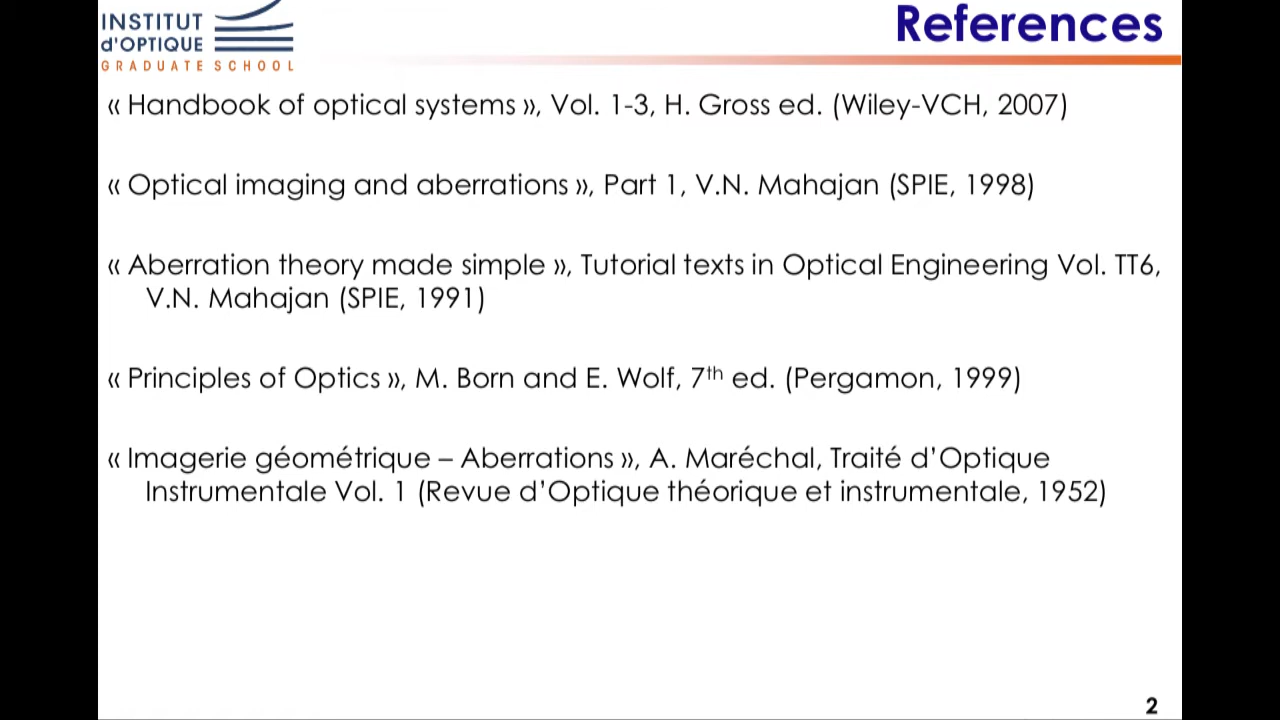 INSTITUT
d'OPTIQUE
GRADUATE SCHOOL
References
« Handbook of optical systems », Vol. 1-3, H. Gross ed. (Wiley-VCH, 2007)
« Optical imaging and aberrations », Part 1, V.N. Mahajan (SPIE, 1998)
« Aberration theory made simple », Tutorial texts in Optical Engineering Vol. TT6,
V.N. Mahajan (SPIE, 1991)
« Principles of Optics », M. Born and E. Wolf, 7th ed. (Pergamon, 1999)
« Imagerie géométrique – Aberrations », A. Maréchal, Traité d’Optique
Instrumentale Vol. 1 (Revue d’Optique théorique et instrumentale, 1952)
2